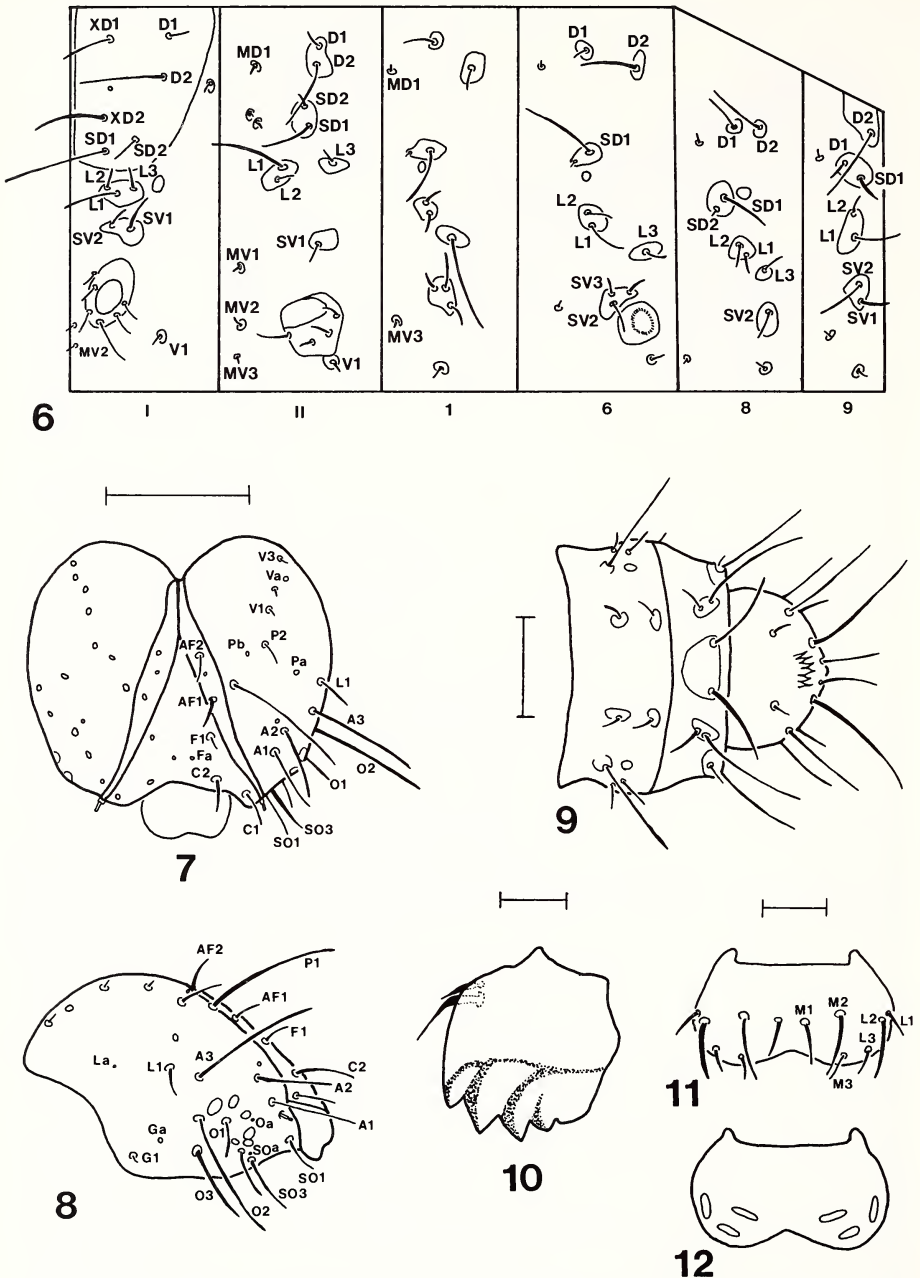 XD1 D1
D2
XD2
SD1 SD2
L2 L3
L1
SV1
SV2
MV2 V1
MD1 D1
D2
SD2
SD1
L1 L3
L2
SV1
MV1
MV2
MV3 V1
MD1
MV3
D1 D2
SD1
L2
L1 L3
SV3
SV2
D1 D2
SD1
SD2
L2 L1
L3
SV2
D2
D1
SD1
L2
L1
SV2
SV1
6 I II 1 6 8 9
V3
Va
V1
P2
Pb
Pa
AF2
L1
AF1
A3
F1
A2
Fa
A1
C2
O2
O1
C1
SO3
SO1
7
9
AF2
P1
AF1
F1
La
L1
A3
C2
A2
A1
Oa
O1
Ga
SOa
G1
SO1
O3
SO3
O2
8
10
M1 M2
L2 L1
L3
M3
11
12